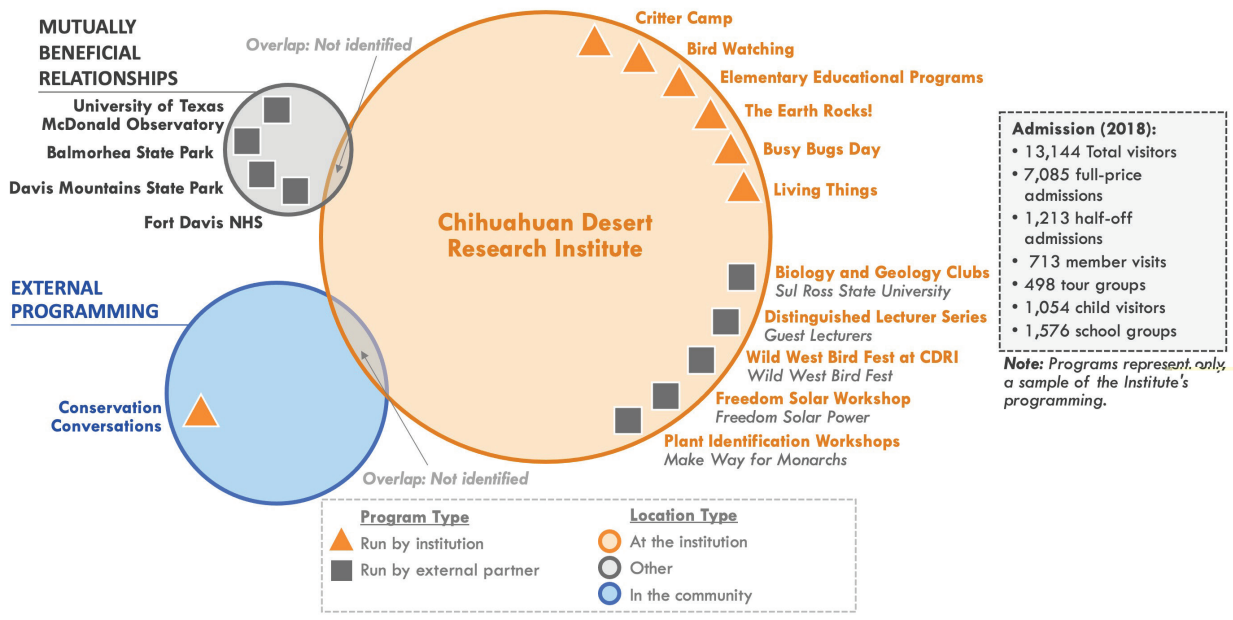 MUTUALLY
BENEFICIAL
RELATIONSHIPS
Overlap: Not identified
University of Texas
McDonald Observatory
Balmorhea State Park
Davis Mountains State Park
Fort Davis NHS
EXTERNAL
PROGRAMMING
Conservation
Conversations
Overlap: Not identified
Chihuahuan Desert
Research Institute
Critter Camp
Bird Watching
Elementary Educational Programs
The Earth Rocks!
Busy Bugs Day
Living Things
Biology and Geology Clubs
Sul Ross State University
Distinguished Lecturer Series
Guest Lecturers
Wild West Bird Fest at CDRI
Wild West Bird Fest
Freedom Solar Workshop
Freedom Solar Power
Plant Identification Workshops
Make Way for Monarchs
Admission (2018):
• 13,144 Total visitors
• 7,085 full-price
admissions
• 1,213 half-off
admissions
• 713 member visits
• 498 tour groups
• 1,054 child visitors
• 1,576 school groups
Note: Programs represent only
a sample of the Institute's
programming.
Program Type
Run by institution
Run by external partner
Location Type
At the institution
Other
In the community